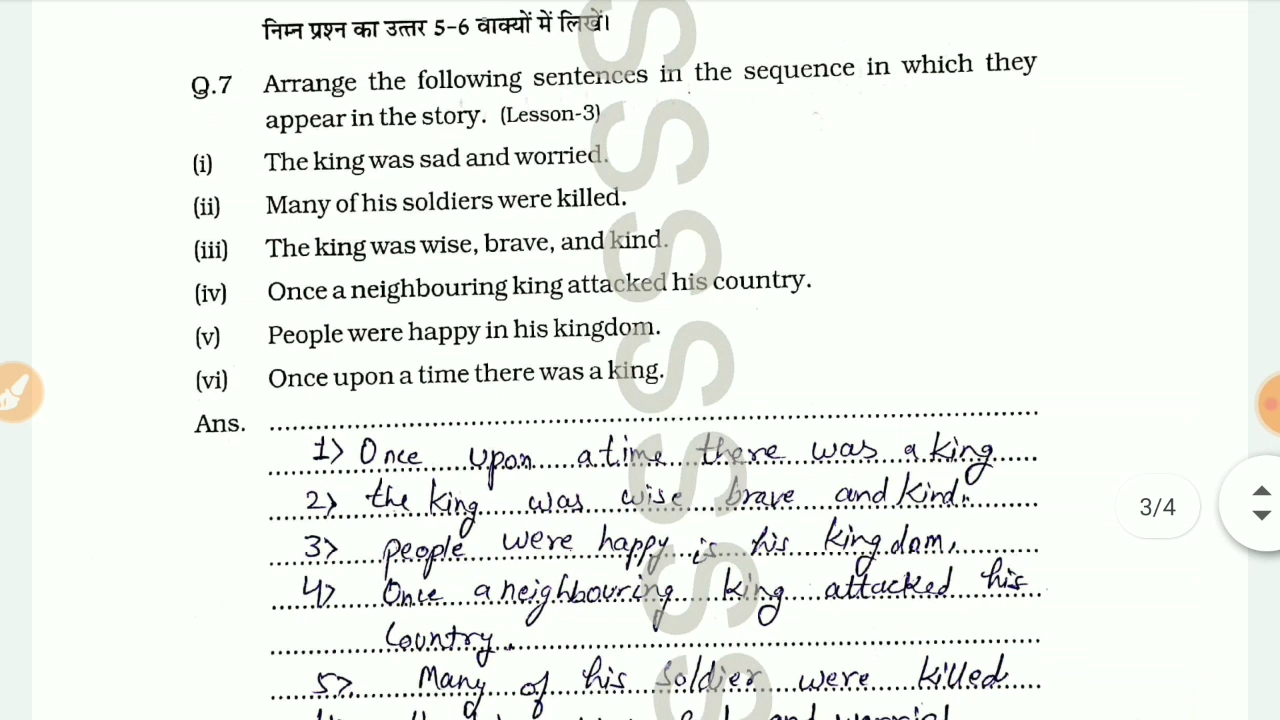 निम्न प्रश्न का उत्तर 5-6 वाक्यों में लिखें।
Q.7 Arrange the following sentences in the sequence in which they
appear in the story. (Lesson-3)
(i) The king was sad and worried.
(ii) Many of his soldiers were killed.
(iii) The king was wise, brave, and kind.
(iv) Once a neighbouring king attacked his country.
(v) People were happy in his kingdom.
(vi) Once upon a time there was a king.
Ans.
1> Once upon a time there was a king
2> the king was wise brave and kind.
3> people were happy is his kingdom.
4> Once a neighbouring king attacked his
Country.
5> Many of his soldier were killed
and
3/4
SSSSSS